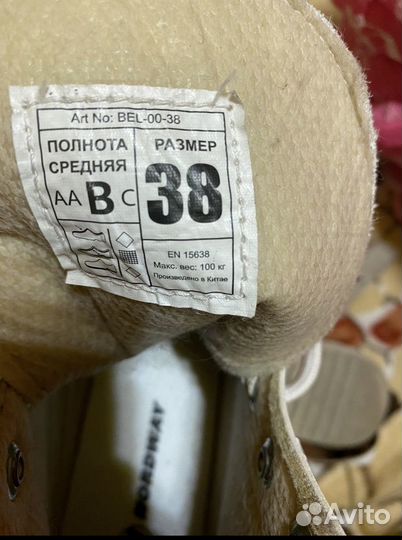 Art No: BEL-00-38
ПОЛНОТА
СРЕДНЯЯ
AA B C
РАЗМЕР
38
EN 15638
Макс. вес: 100 кг
Произведено в Китае
NORDWAY
Avito